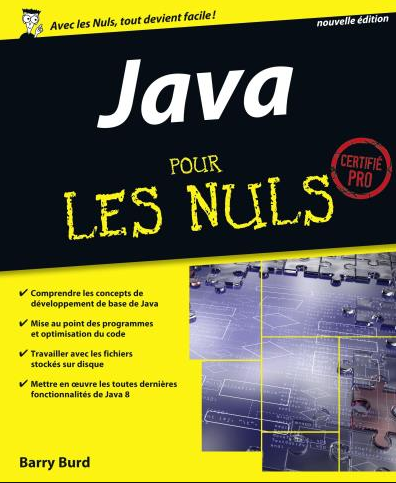 Avec les Nuls, tout devient facile !
nouvelle édition
Java
POUR
LES NULS
CERTIFIÉ
PRO
✔ Comprendre les concepts de
développement de base de Java
✔ Mise au point des programmes
et optimisation du code
✔ Travailler avec les fichiers
stockés sur disque
✔ Mettre en œuvre les toutes dernières
fonctionnalités de Java 8
Barry Burd